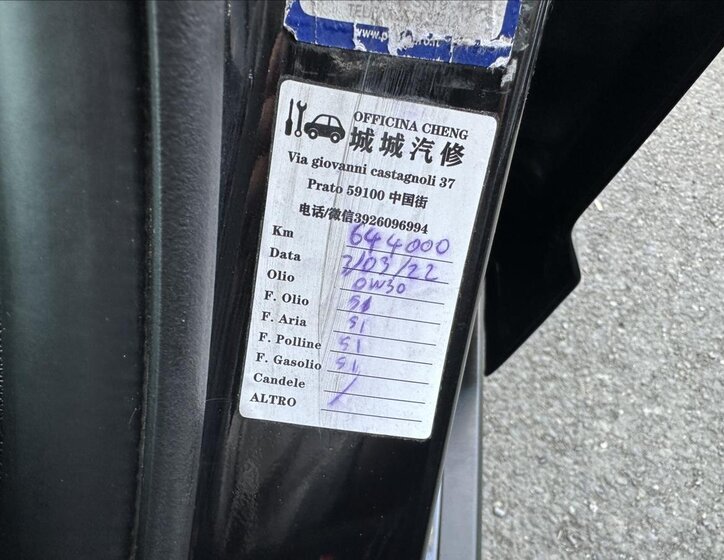 OFFICINA CHENG
城城汽修
Via giovanni castagnoli 37
Prato 59100 中国街
电话/微信3926096994
Km 644000
Data 2/03/22
Olio 0W30
F. Olio SI
F. Aria SI
F. Polline SI
F. Gasolio SI
Candele /
ALTRO